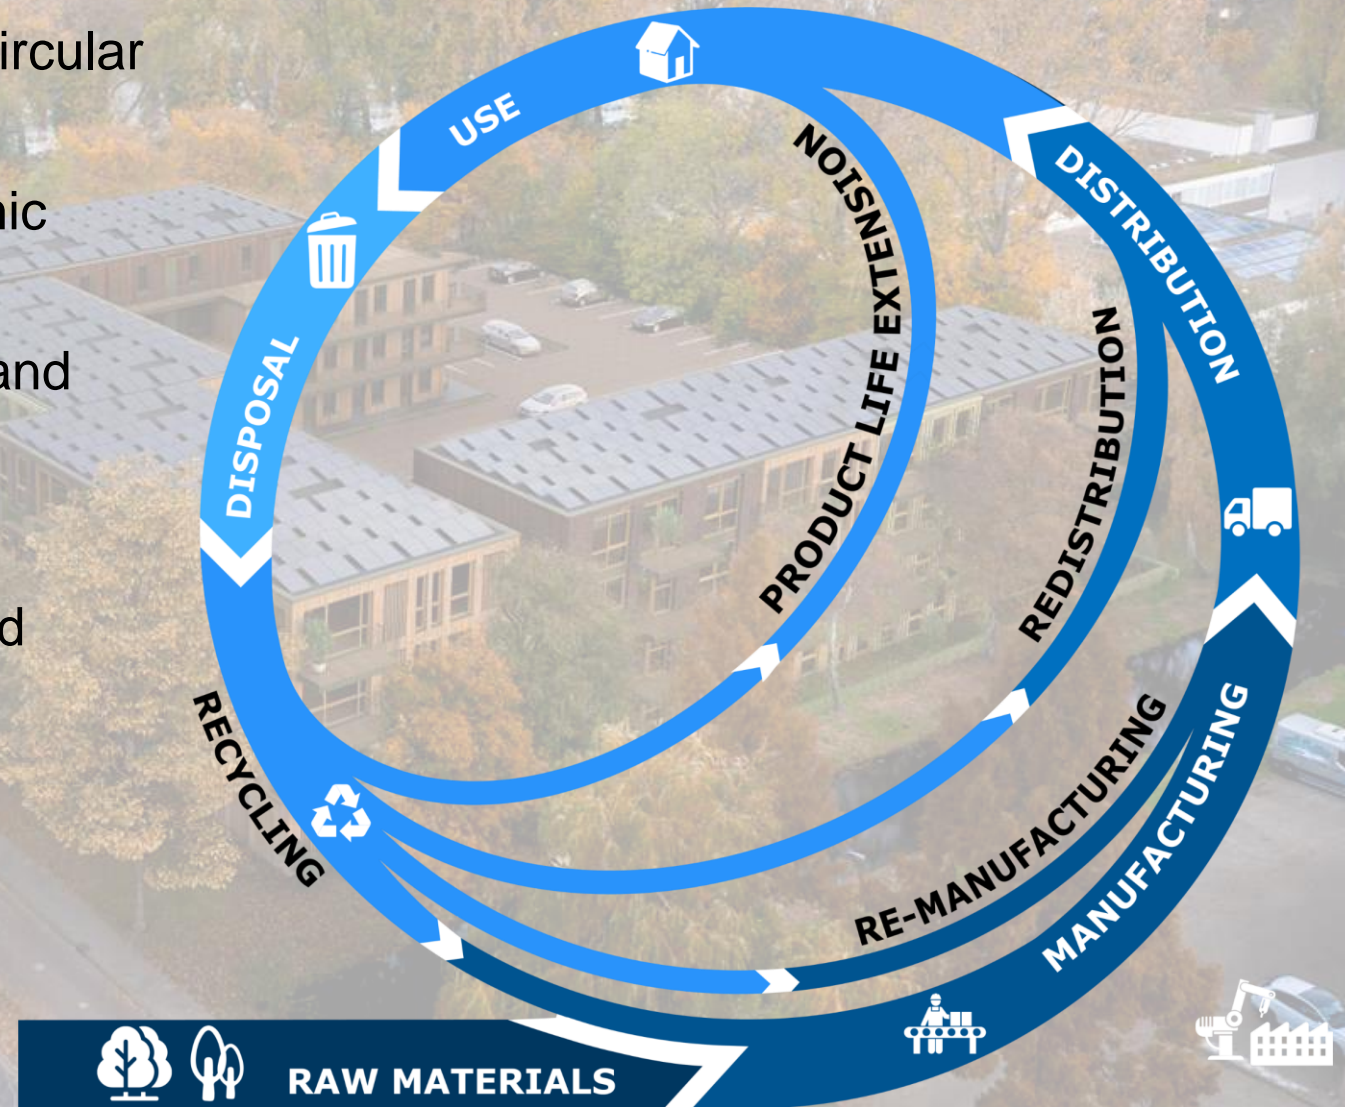 ircular
nic
and
d
USE
DISTRIBUTION
PRODUCT LIFE EXTENSION
REDISTRIBUTION
DISPOSAL
RECYCLING
RE-MANUFACTURING
MANUFACTURING
RAW MATERIALS